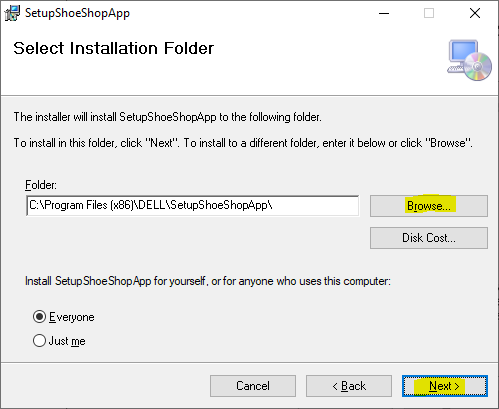 SetupShoeShopApp
Select Installation Folder
The installer will install SetupShoeShopApp to the following folder.
To install in this folder, click "Next". To install to a different folder, enter it below or click "Browse".
Folder:
C:\Program Files (x86)\DELL\SetupShoeShopApp\
Browse...
Disk Cost...
Install SetupShoeShopApp for yourself, or for anyone who uses this computer:
Everyone
Just me
Cancel
< Back
Next >